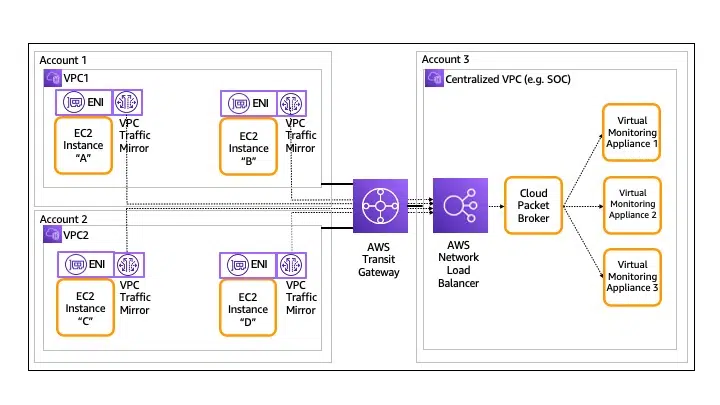 Account 1
VPC1
ENI
VPC
Traffic
Mirror
EC2
Instance
“A”
ENI
VPC
Traffic
Mirror
EC2
Instance
“B”
Account 2
VPC2
ENI
VPC
Traffic
Mirror
EC2
Instance
“C”
ENI
VPC
Traffic
Mirror
EC2
Instance
“D”
AWS
Transit
Gateway
Account 3
Centralized VPC (e.g. SOC)
AWS
Network
Load
Balancer
Cloud
Packet
Broker
Virtual
Monitoring
Appliance 1
Virtual
Monitoring
Appliance 2
Virtual
Monitoring
Appliance 3